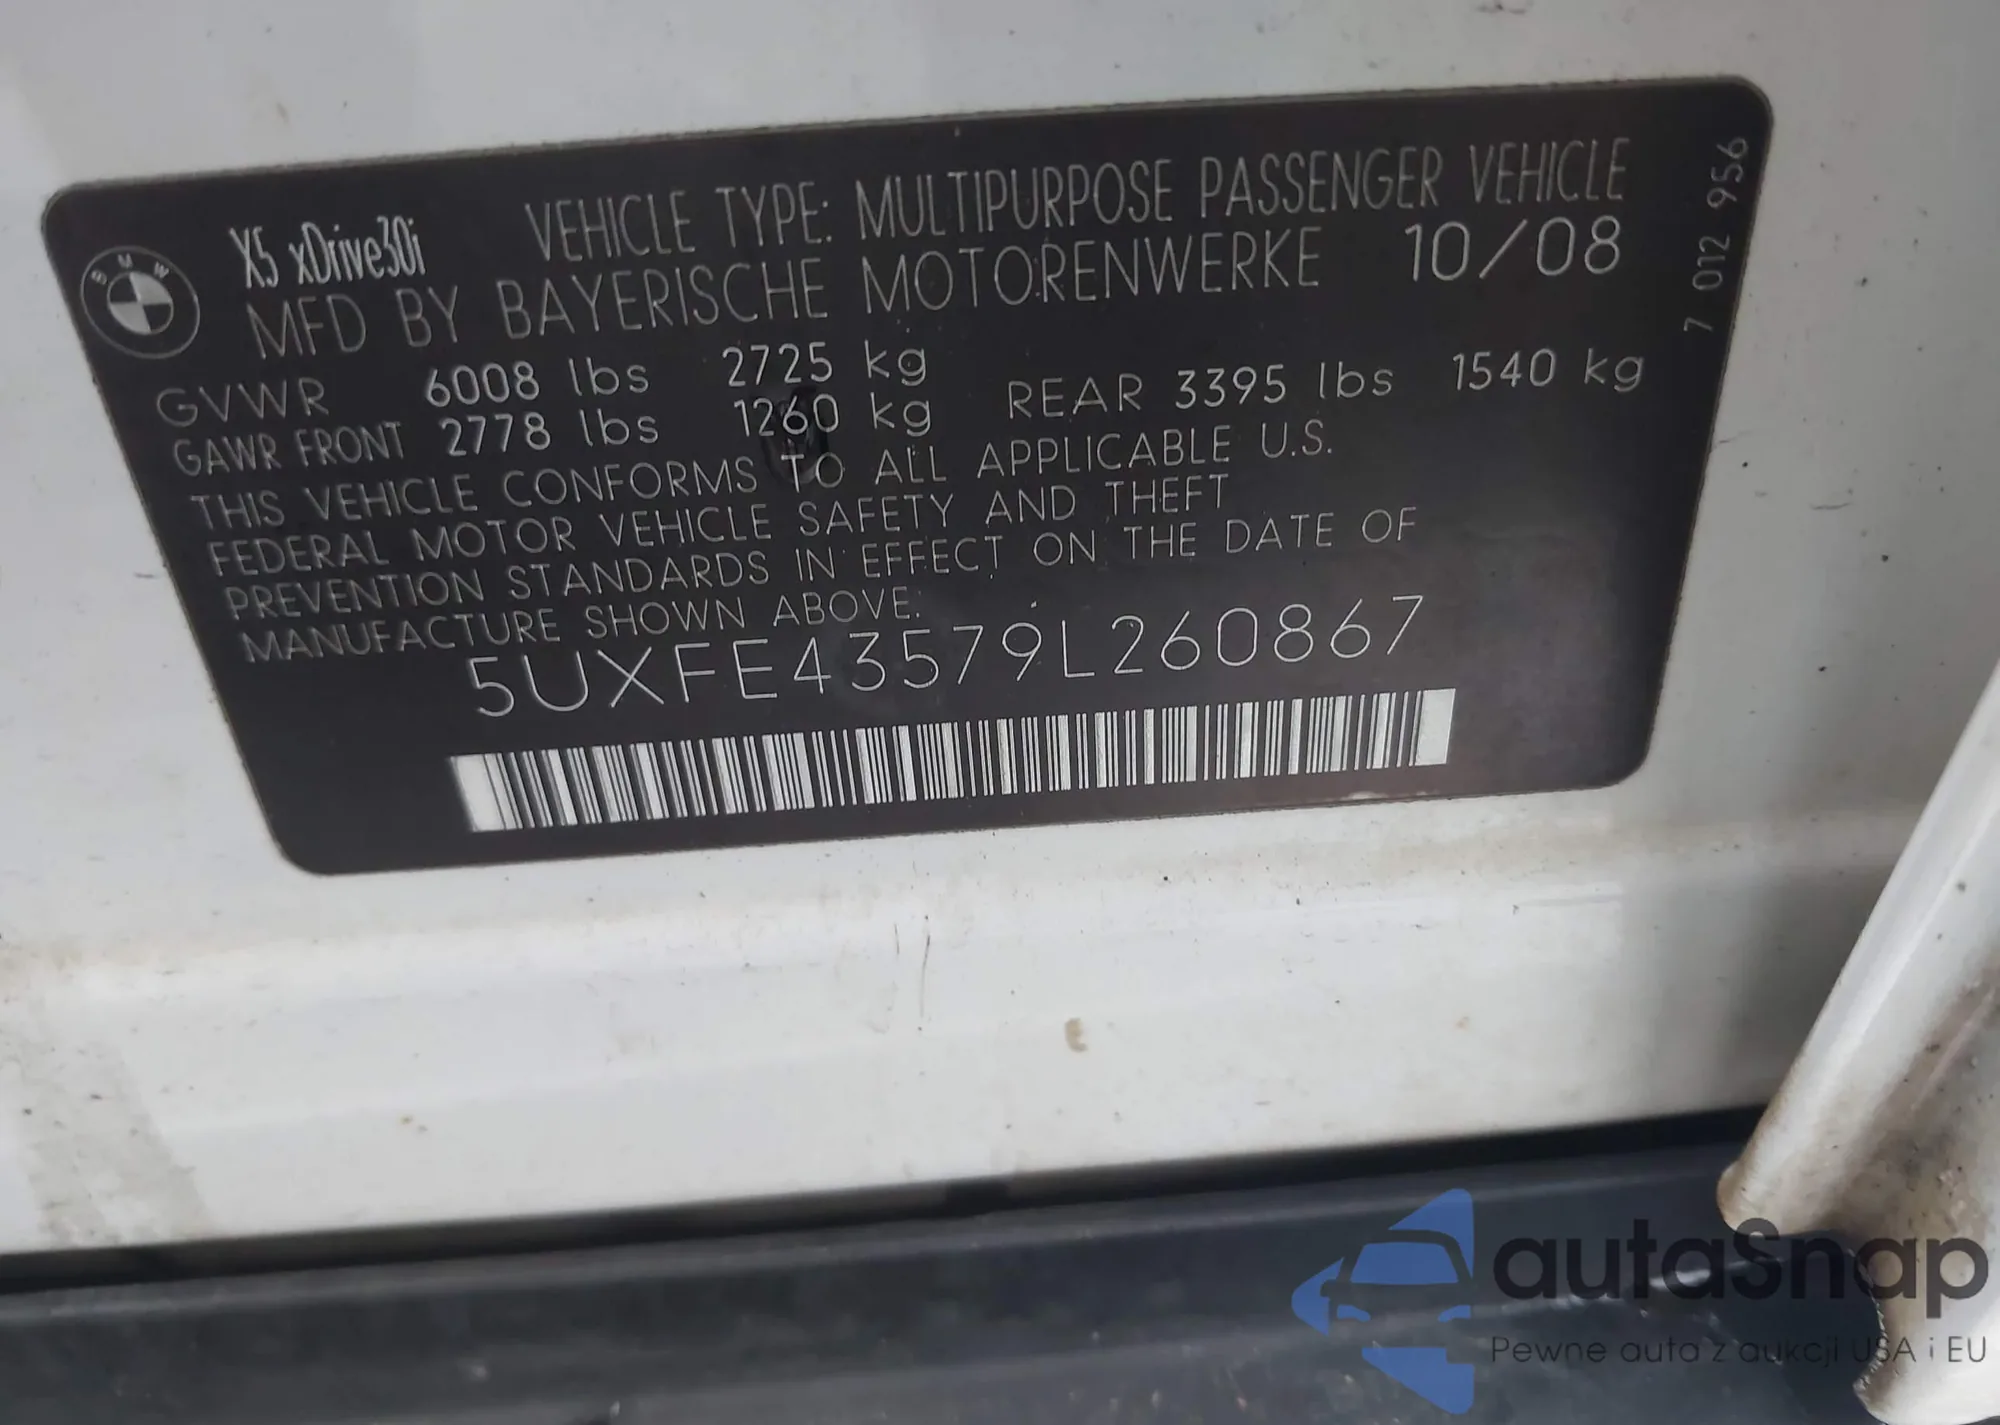 BMW
X5 xDrive30i VEHICLE TYPE: MULTIPURPOSE PASSENGER VEHICLE
MFD BY BAYERISCHE MOTORENWERKE 10/08
GVWR 6008 lbs 2725 kg
GAWR FRONT 2778 lbs 1260 kg REAR 3395 lbs 1540 kg
THIS VEHICLE CONFORMS TO ALL APPLICABLE U.S.
FEDERAL MOTOR VEHICLE SAFETY AND THEFT
PREVENTION STANDARDS IN EFFECT ON THE DATE OF
MANUFACTURE SHOWN ABOVE:
5UXFE43579L260867
7 012 956
autaSnap
Pewne auta z aukcji USA i EU